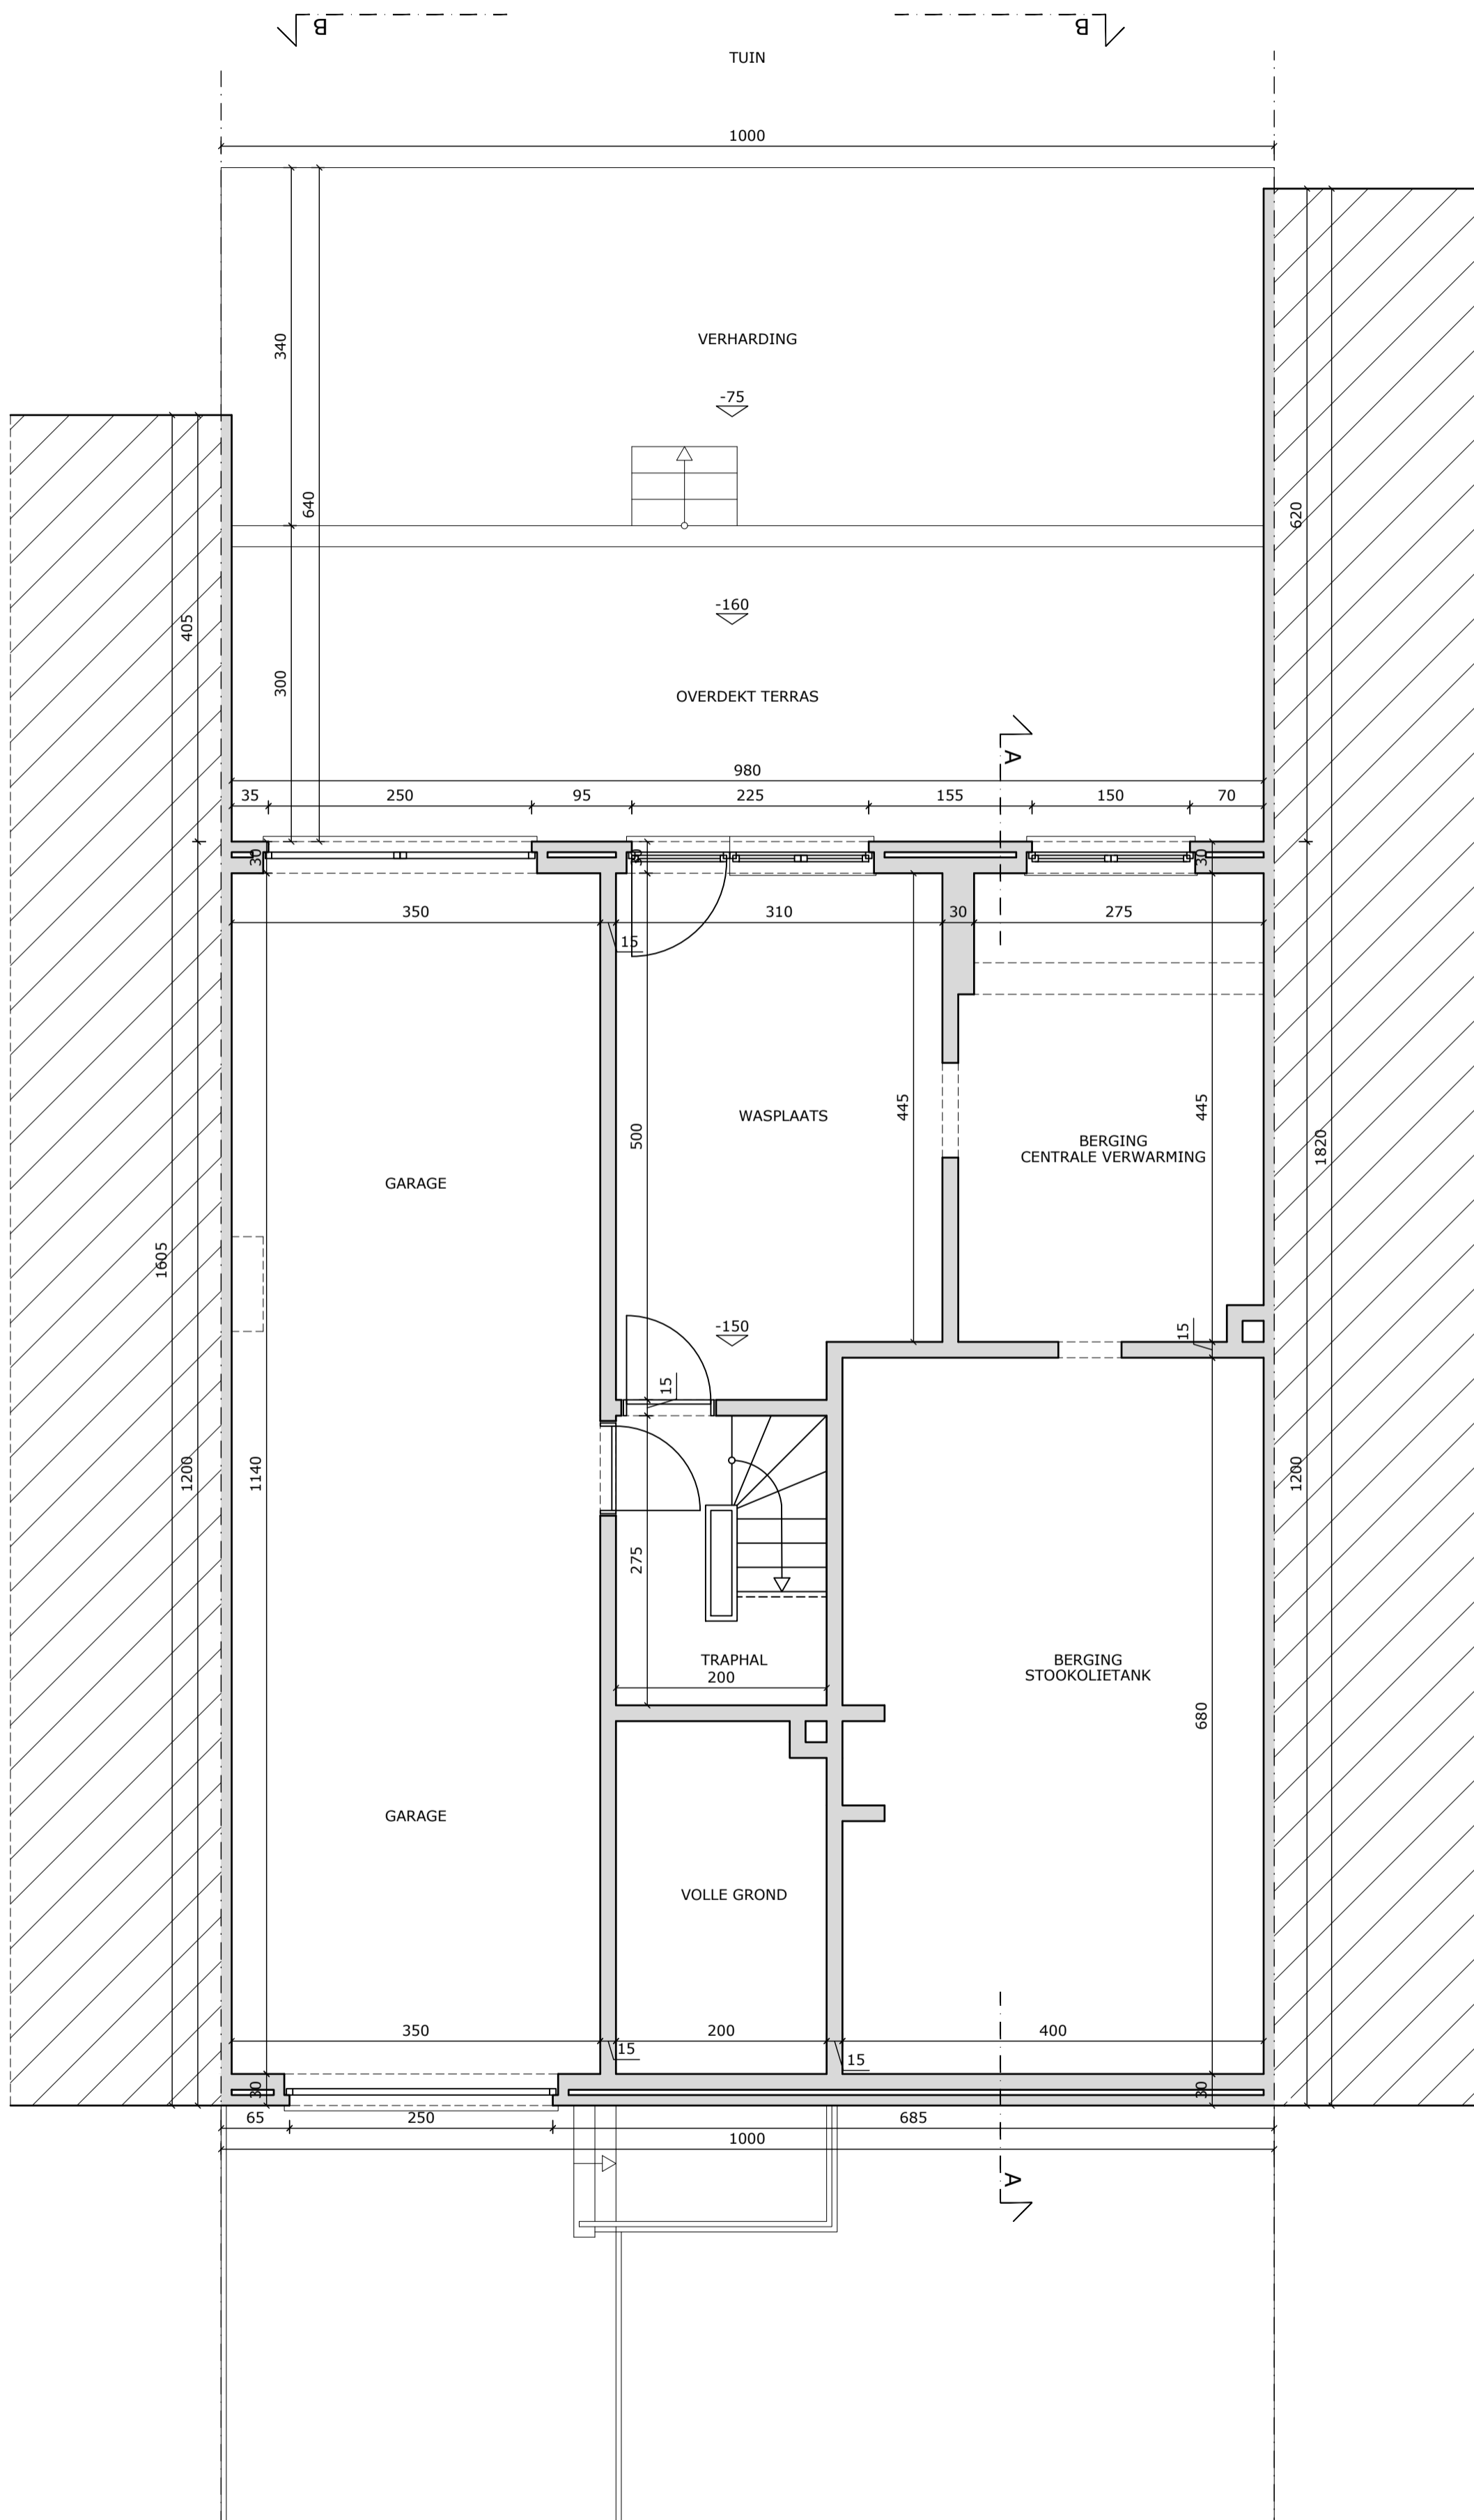 B B
TUIN
1000
340
VERHARDING
-75
640
620
405
-160
300
OVERDEKT TERRAS
A
980
35 250 95 225 155 150 70
30 30 30
350 310 30 275
15
500
445
445
WASPLAATS
BERGING
CENTRALE VERWARMING
1820
GARAGE
1605
-150
15
15
1200
1140
1200
275
TRAPHAL
200
BERGING
STOOKOLIETANK
680
GARAGE
VOLLE GROND
350 200 400
15 15
30 30
65 250 685
1000
A